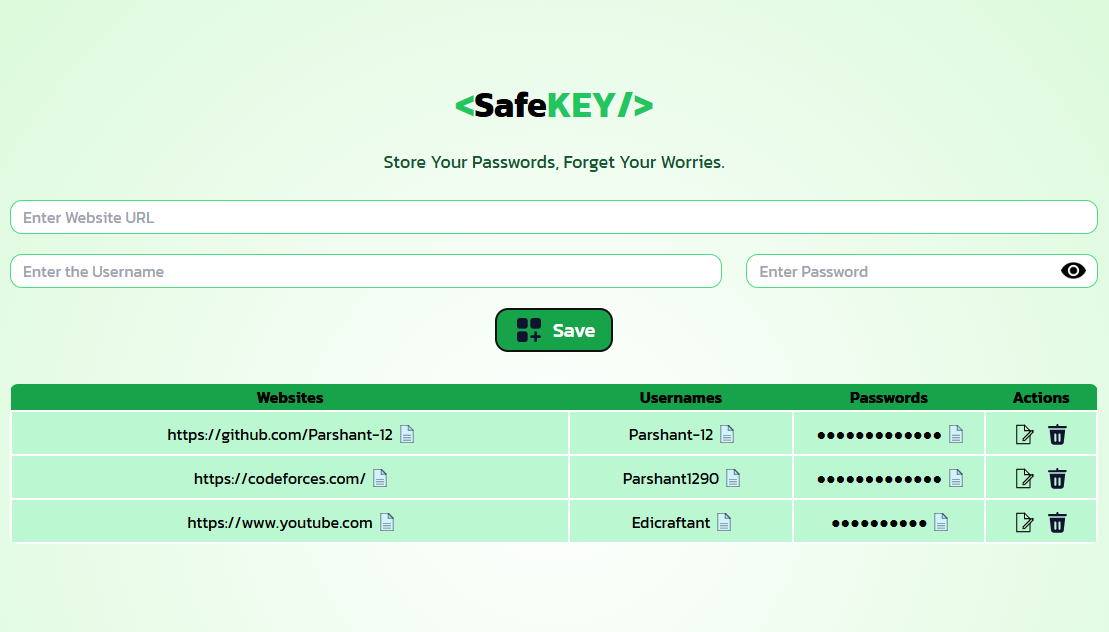 <SafeKEY/>
Store Your Passwords, Forget Your Worries.
Enter Website URL
Enter the Username Enter Password
Save
Websites Usernames Passwords Actions
https://github.com/Parshant-12 Parshant-12 •••••••••••••
https://codeforces.com/ Parshant1290 •••••••••••••
https://www.youtube.com Edicraftant ••••••••••